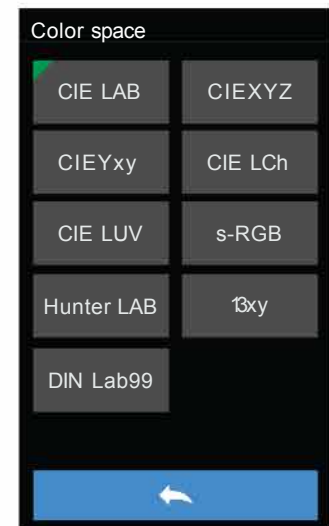 Color space
CIE LAB
CIEXYZ
CIEYxy
CIE LCh
CIE LUV
s-RGB
Hunter LAB
βxy
DIN Lab99